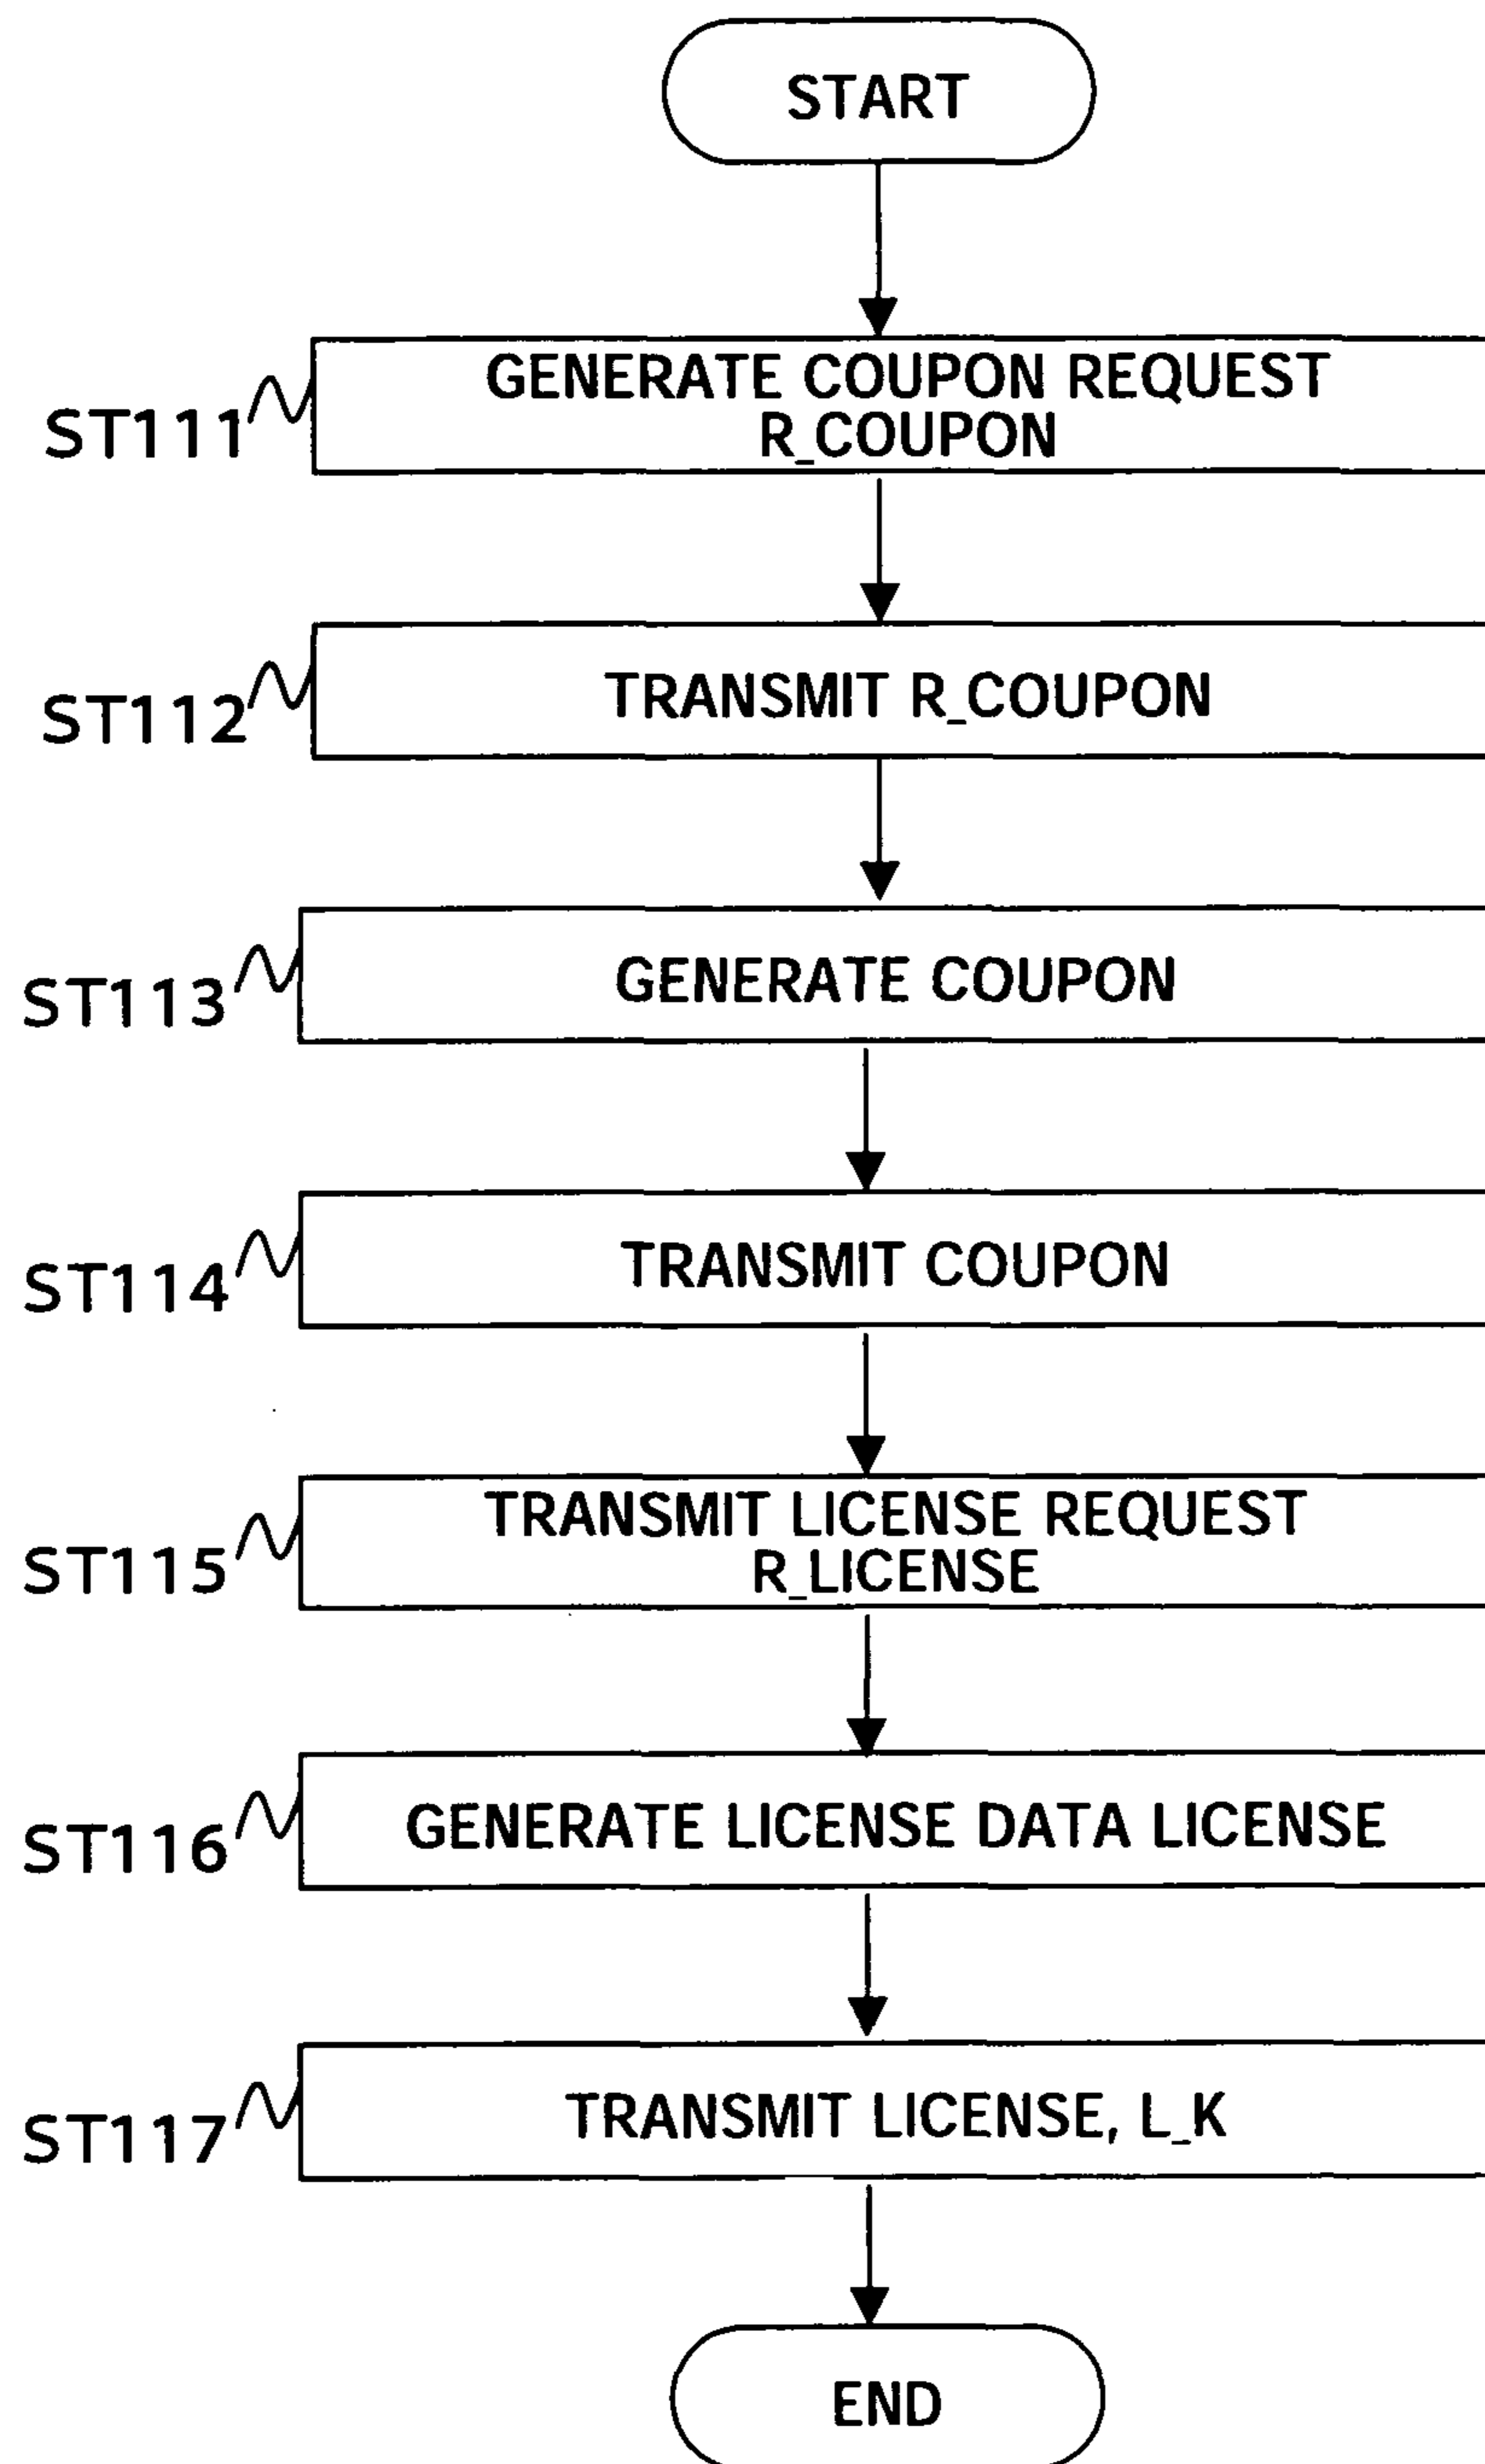 START
GENERATE COUPON REQUEST
R_COUPON
ST111
TRANSMIT R_COUPON
ST112
GENERATE COUPON
ST113
TRANSMIT COUPON
ST114
TRANSMIT LICENSE REQUEST
R_LICENSE
ST115
GENERATE LICENSE DATA LICENSE
ST116
TRANSMIT LICENSE, L_K
ST117
END